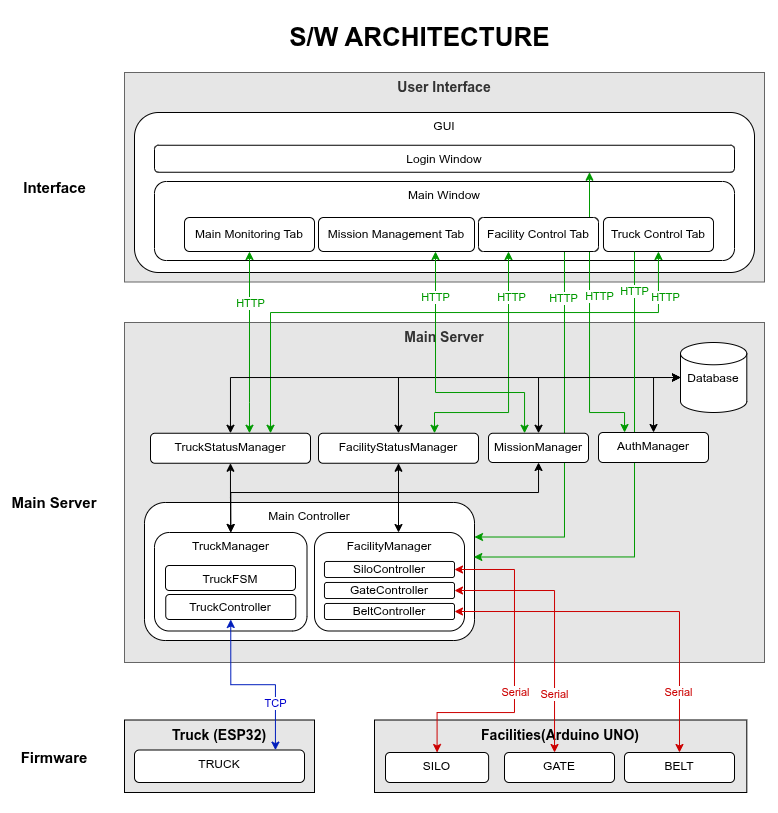 S/W ARCHITECTURE
User Interface
GUI
Login Window
Interface
Main Window
Main Monitoring Tab
Mission Management Tab
Facility Control Tab
Truck Control Tab
HTTP
HTTP
HTTP
HTTP
HTTP
HTTP
HTTP
Main Server
Database
TruckStatusManager
FacilityStatusManager
MissionManager
AuthManager
Main Server
Main Controller
TruckManager
FacilityManager
TruckFSM
TruckController
SiloController
GateController
BeltController
TCP
Serial
Serial
Serial
Firmware
Truck (ESP32)
TRUCK
Facilities(Arduino UNO)
SILO
GATE
BELT